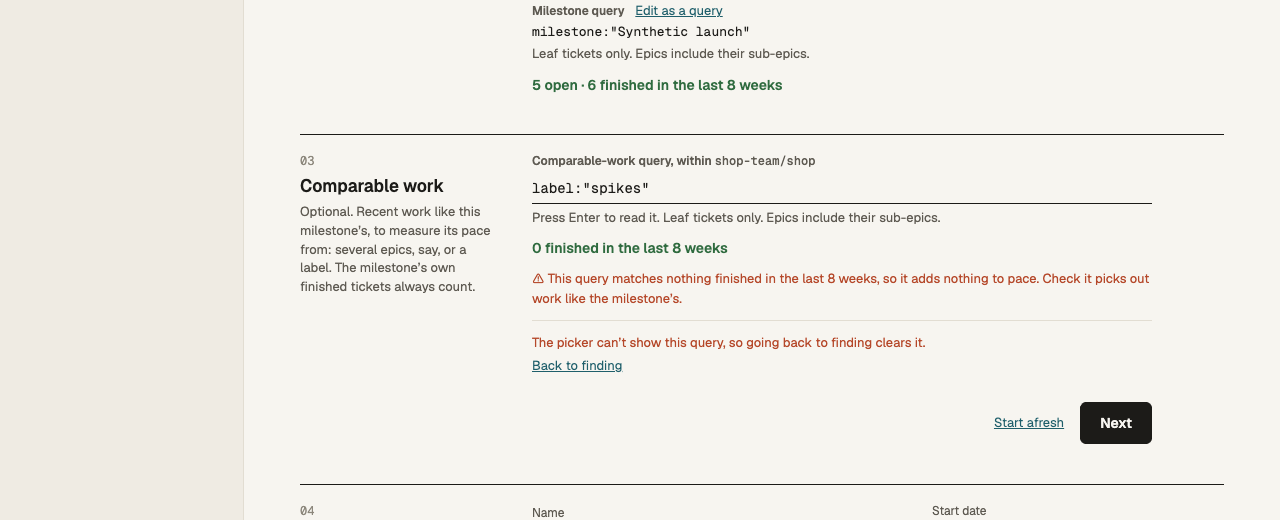 Milestone query Edit as a query
milestone:"Synthetic launch"
Leaf tickets only. Epics include their sub-epics.
5 open · 6 finished in the last 8 weeks
03
Comparable work
Optional. Recent work like this
milestone’s, to measure its pace
from: several epics, say, or a
label. The milestone’s own
finished tickets always count.
Comparable-work query, within shop-team/shop
label:"spikes"
Press Enter to read it. Leaf tickets only. Epics include their sub-epics.
0 finished in the last 8 weeks
⚠ This query matches nothing finished in the last 8 weeks, so it adds nothing to pace. Check it picks out
work like the milestone’s.
The picker can’t show this query, so going back to finding clears it.
Back to finding
Start afresh Next
04
Name
Start date